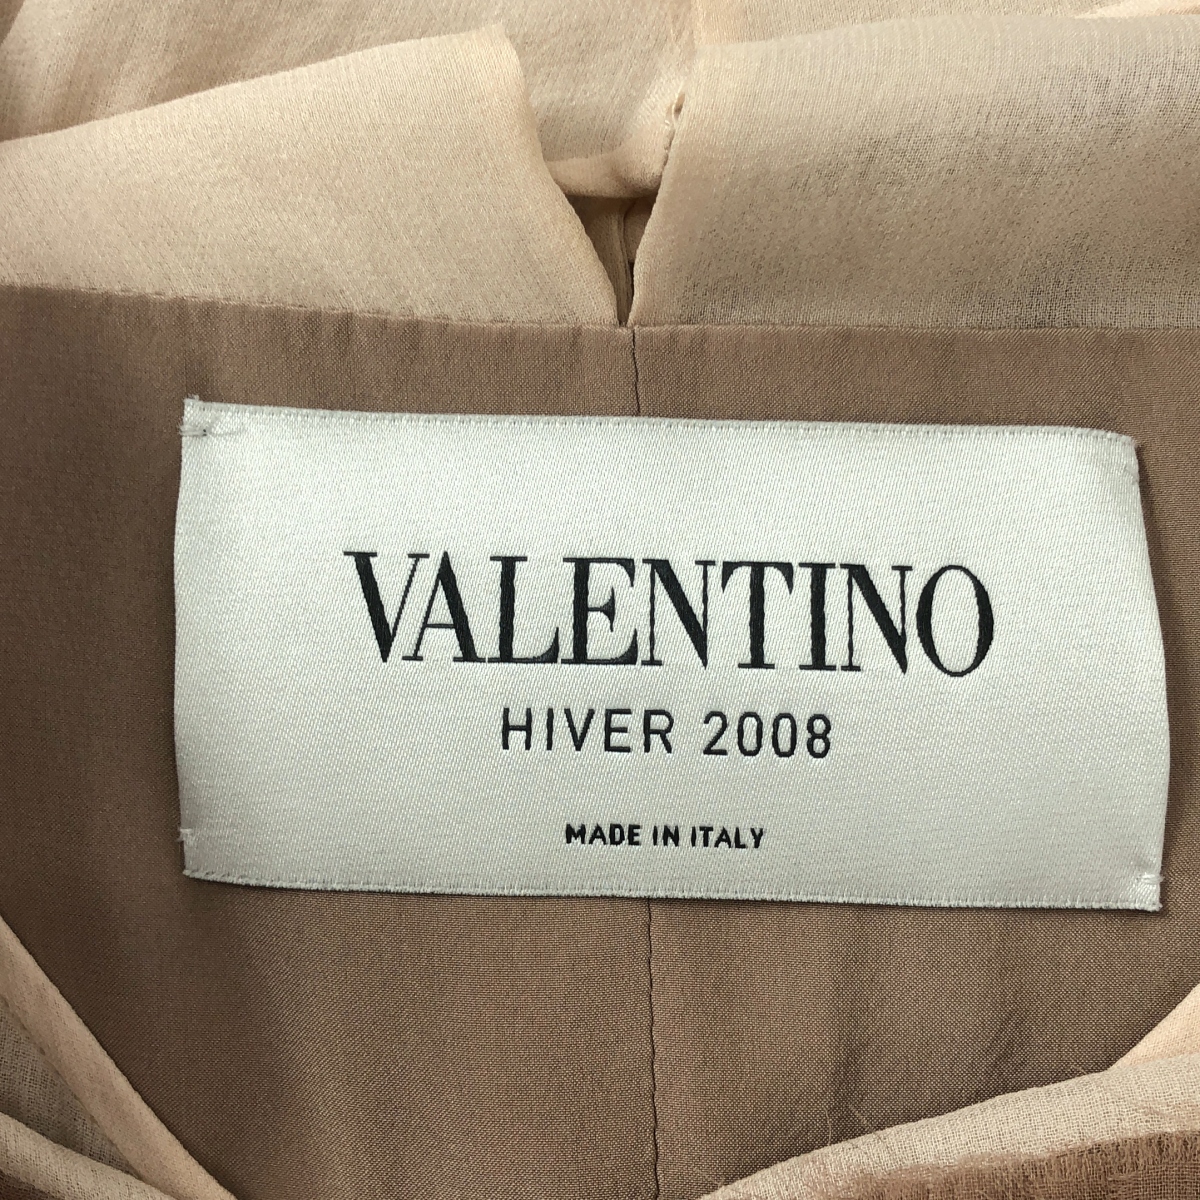 VALENTINO
HIVER 2008
MADE IN ITALY